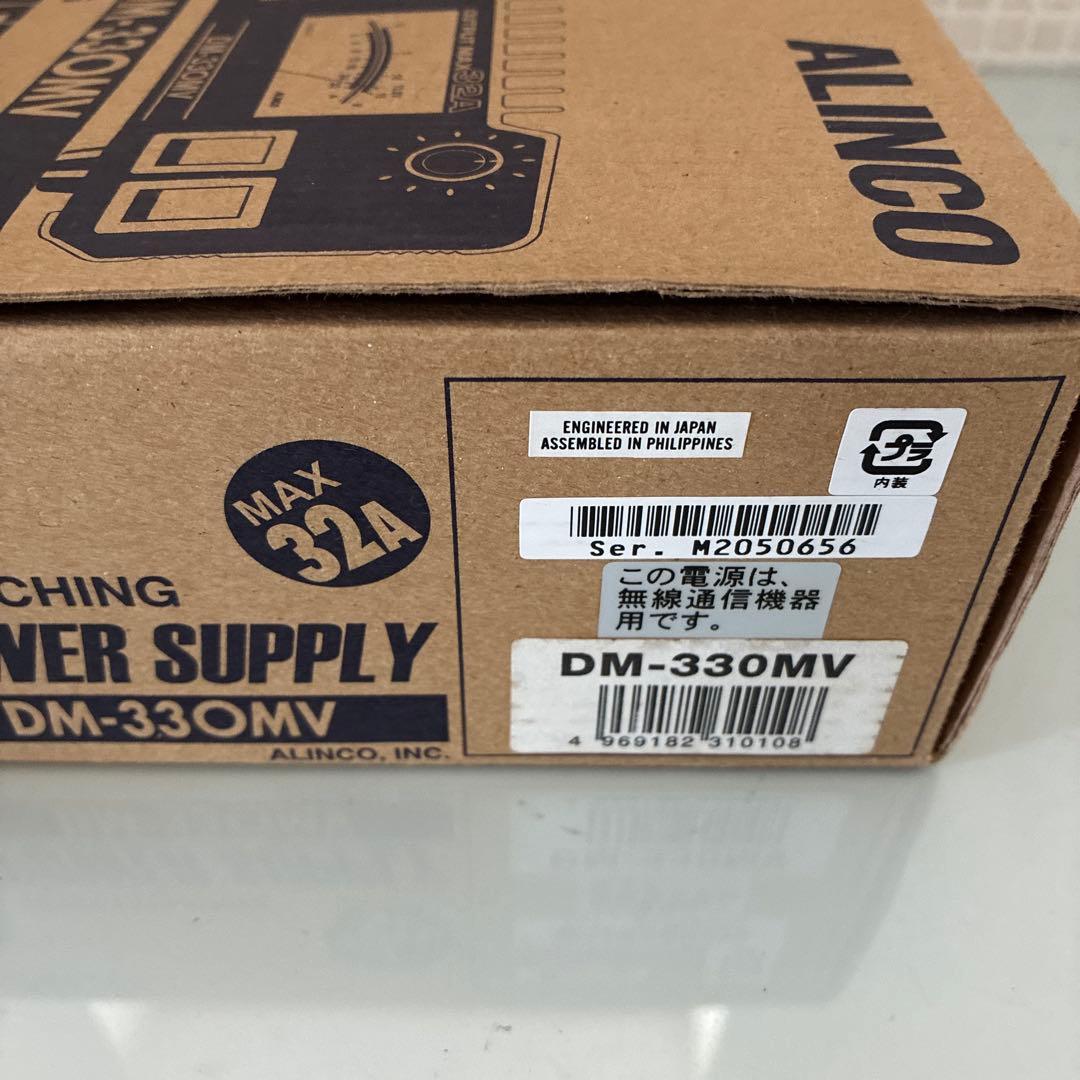 DM-330MV
DM-330MV
OUTPUT MAX 32A
ALINCO
ENGINEERED IN JAPAN
ASSEMBLED IN PHILIPPINES
プラ
内装
MAX
32A
Ser. M2050656
この電源は、
無線通信機器
用です。
CHING
WER SUPPLY
DM-330MV
ALINCO, INC.
DM-330MV
4 969182 310108